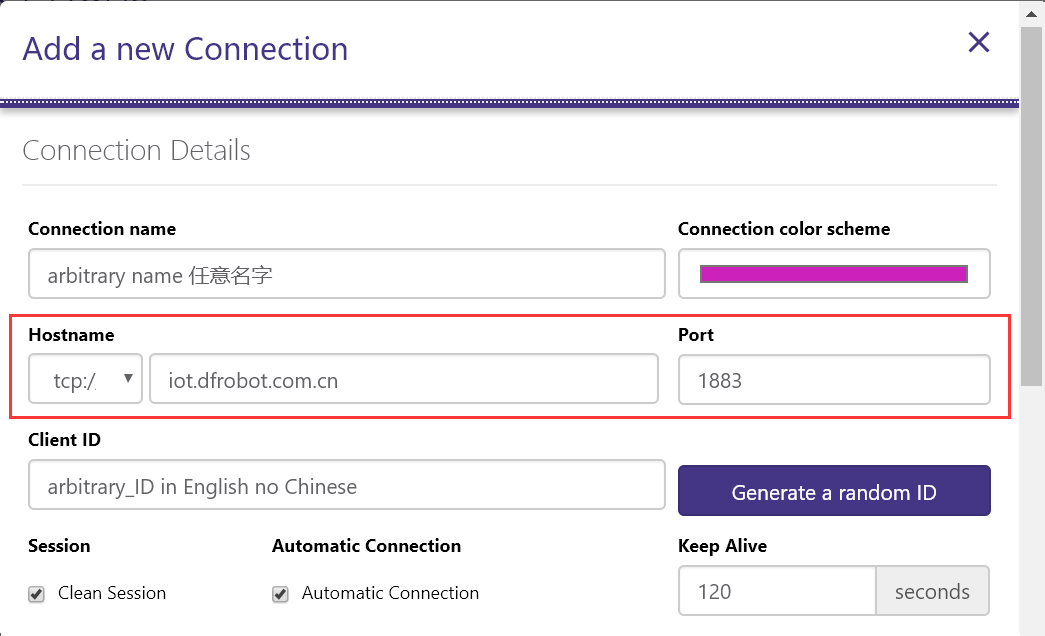 Add a new Connection
Connection Details
Connection name
Connection color scheme
arbitrary name 任意名字
Hostname
Port
tcp:/
iot.dfrobot.com.cn
1883
Client ID
arbitrary_ID in English no Chinese
Generate a random ID
Session
Automatic Connection
Keep Alive
Clean Session
Automatic Connection
120
seconds